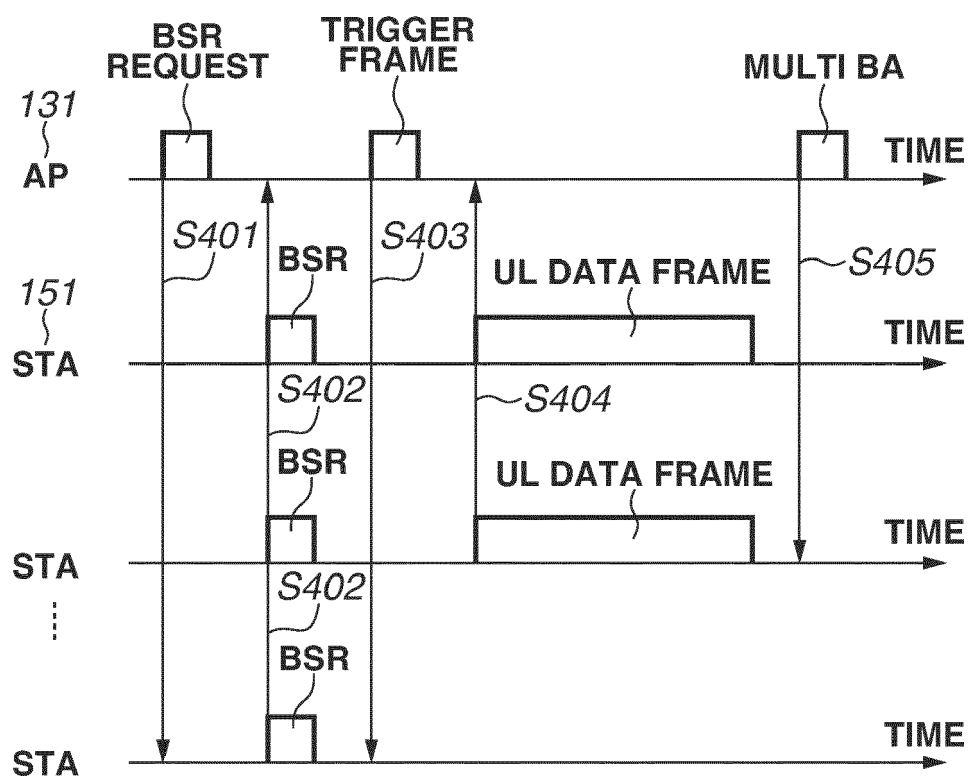 BSR
REQUEST
TRIGGER
FRAME
MULTI BA
131
AP
TIME
S401
BSR
S403
UL DATA FRAME
S405
151
STA
TIME
S402
S404
BSR
UL DATA FRAME
STA
TIME
S402
BSR
STA
TIME